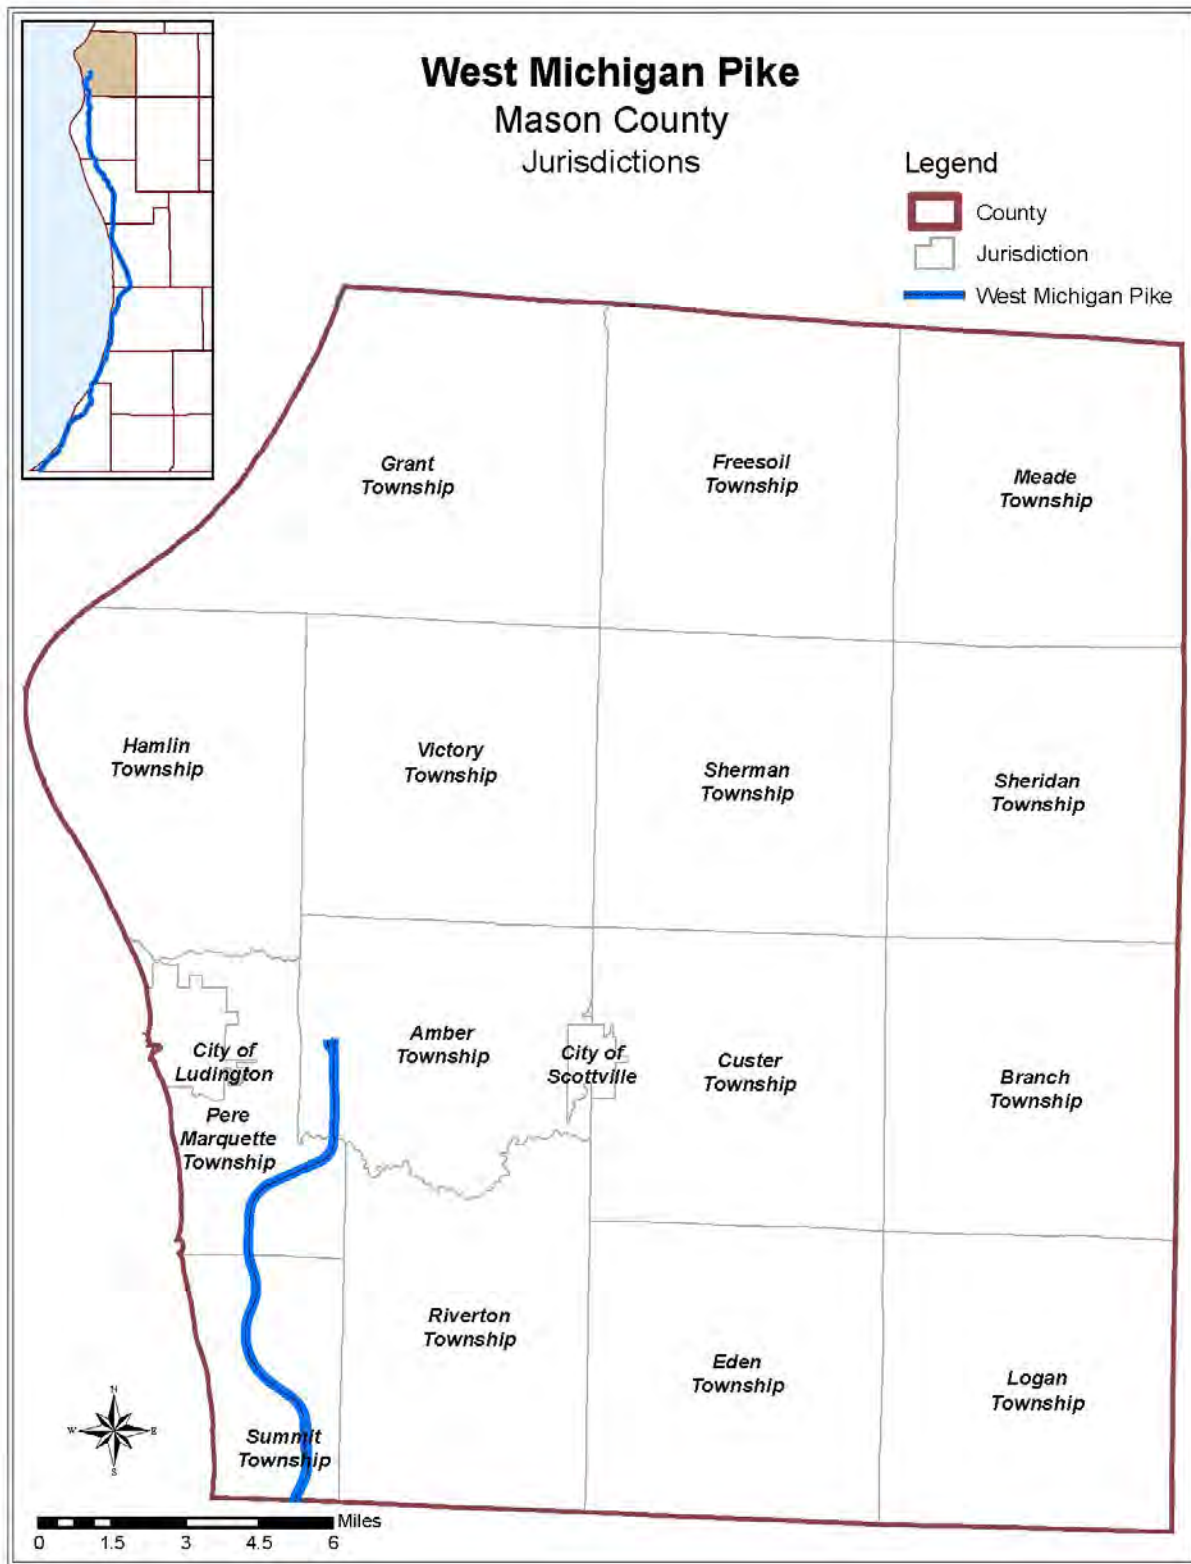 West Michigan Pike
Mason County
Jurisdictions
Legend
County
Jurisdiction
West Michigan Pike
Grant
Township
Freesoil
Township
Meade
Township
Hamlin
Township
Victory
Township
Sherman
Township
Sheridan
Township
City of
Ludington
Pere
Marquette
Township
Amber
Township
City of
Scottville
Custer
Township
Branch
Township
Riverton
Township
Eden
Township
Logan
Township
Summit
Township
N
W E
S
Miles
0 1.5 3 4.5 6